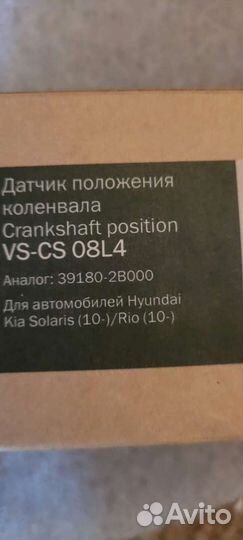 Датчик положения
коленвала
Crankshaft position
VS-CS 08L4
Аналог: 39180-2B000
Для автомобилей Hyundai
Kia Solaris (10-)/Rio (10-)
Avito